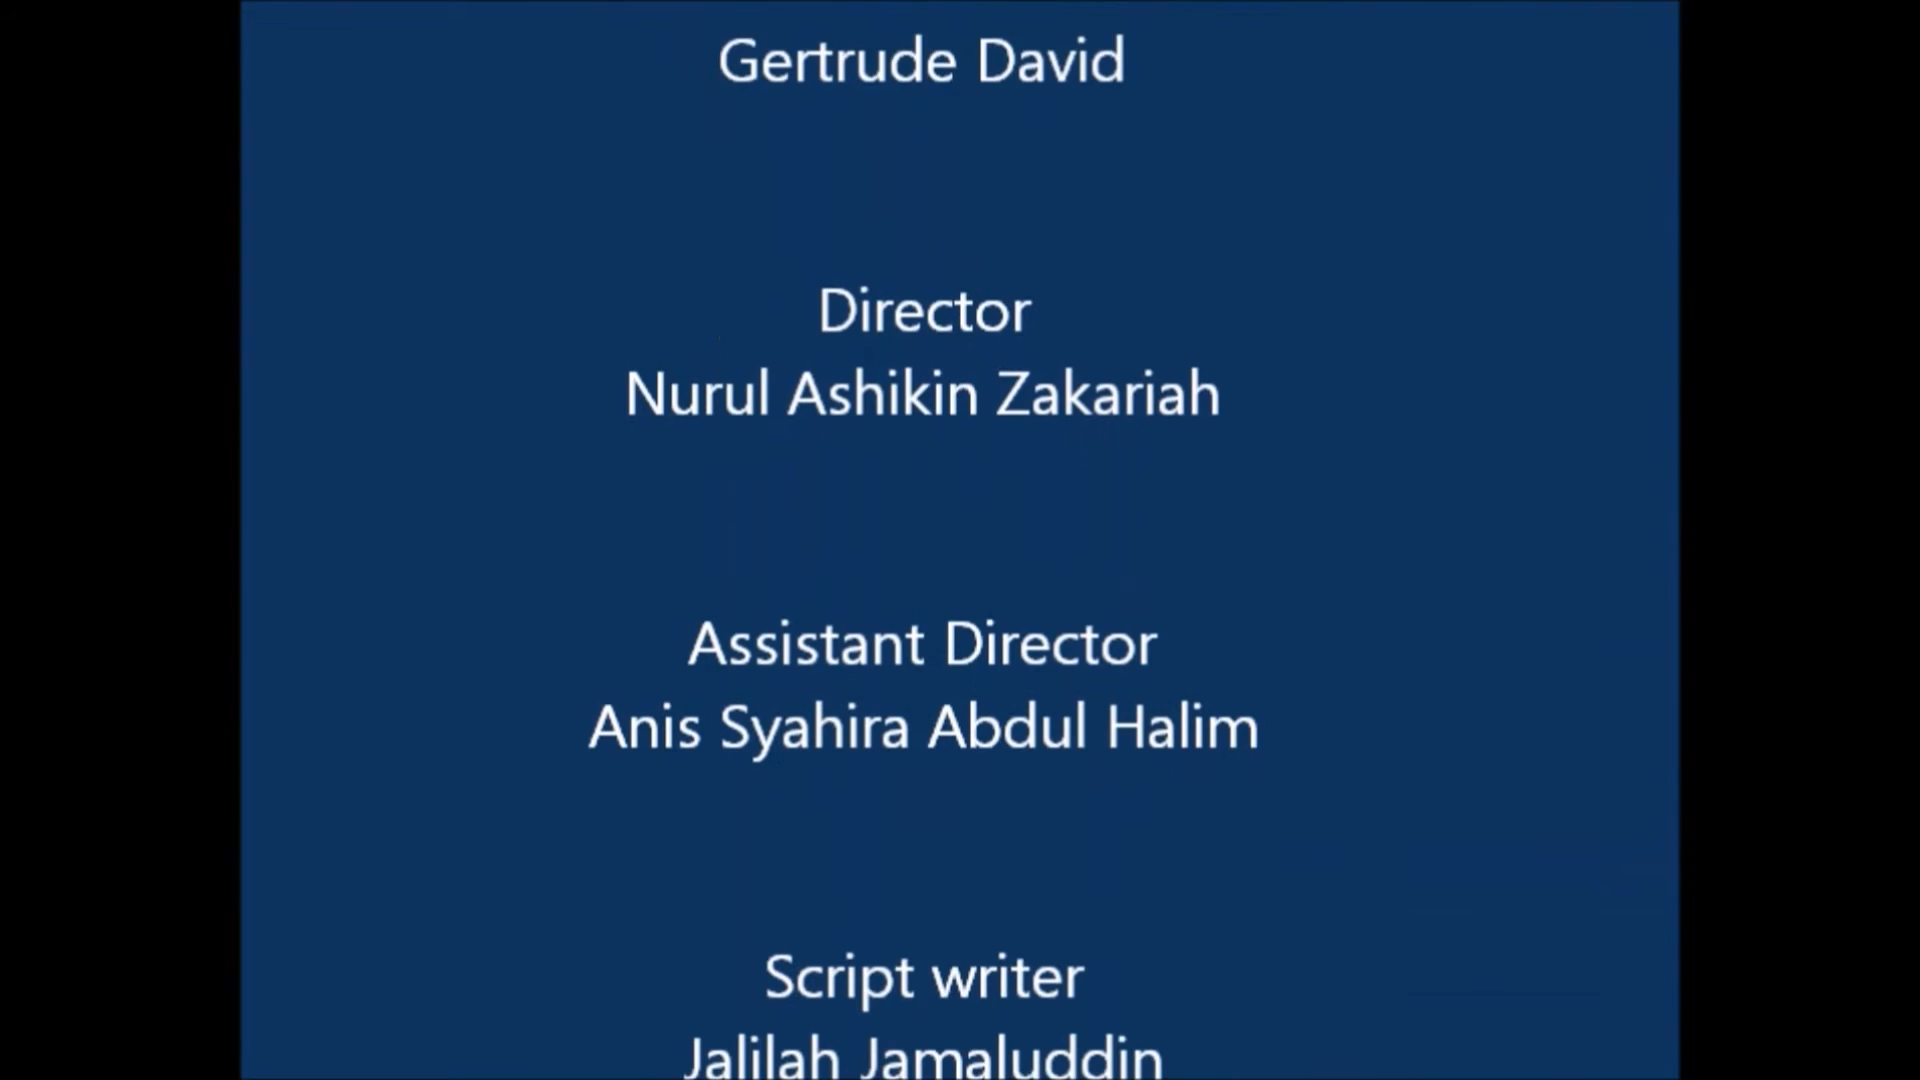 Gertrude David
Director
Nurul Ashikin Zakariah
Assistant Director
Anis Syahira Abdul Halim
Script writer
Jalilah Jamaluddin